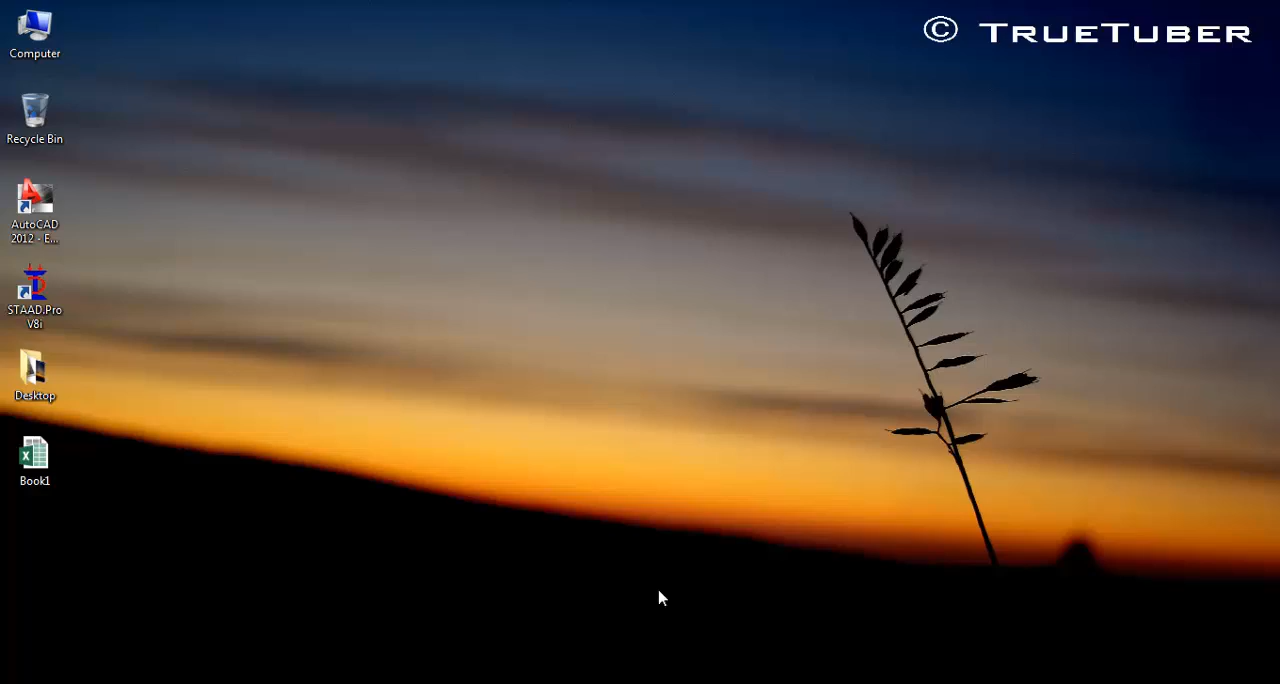 © TRUETUBER
Computer
Recycle Bin
AutoCAD
2012 - E...
STAAD.Pro
V8i
Desktop
Book1